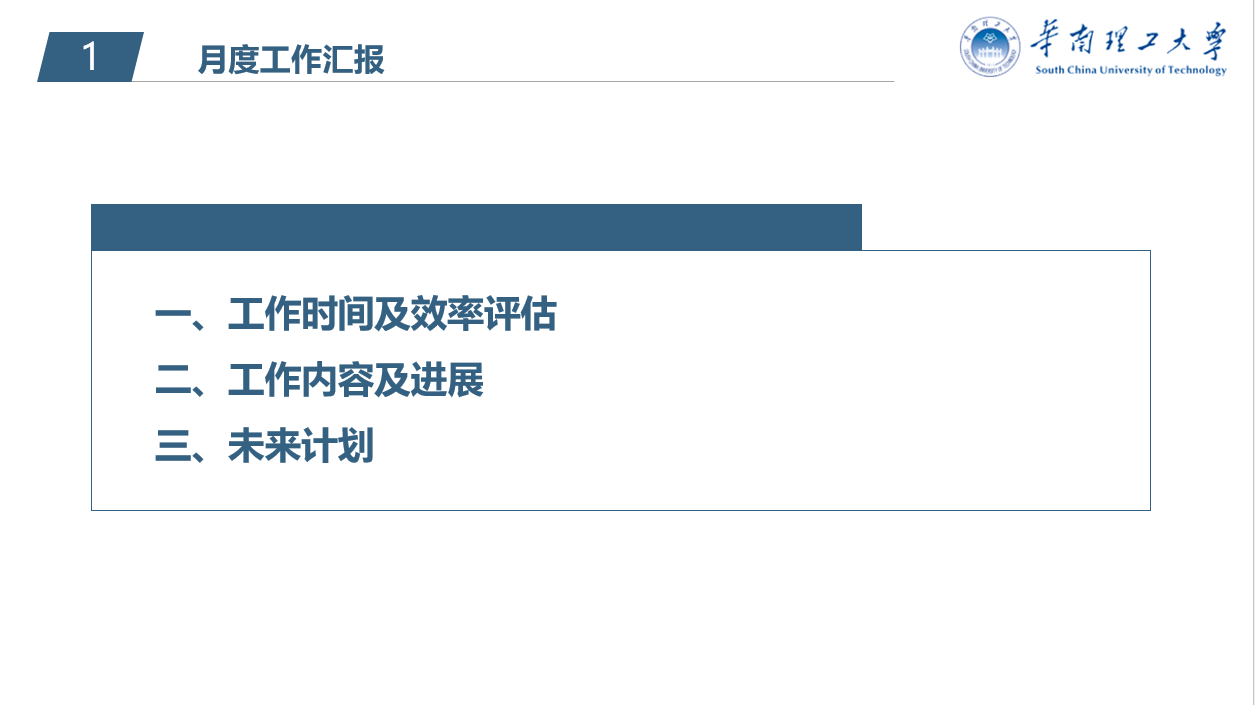 1
月度工作汇报
华南理工大学
South China University of Technology
一、工作时间及效率评估
二、工作内容及进展
三、未来计划